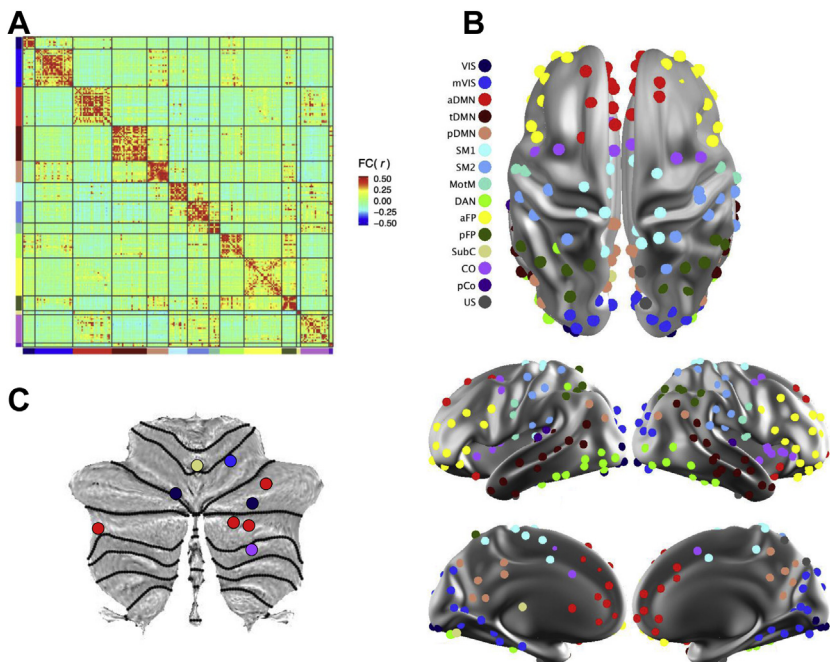 A
FC(r)
0.50
0.25
0.00
−0.25
−0.50
B
VIS
mVIS
aDMN
tDMN
pDMN
SM1
SM2
MotM
DAN
aFP
pFP
SubC
CO
pCo
US
C